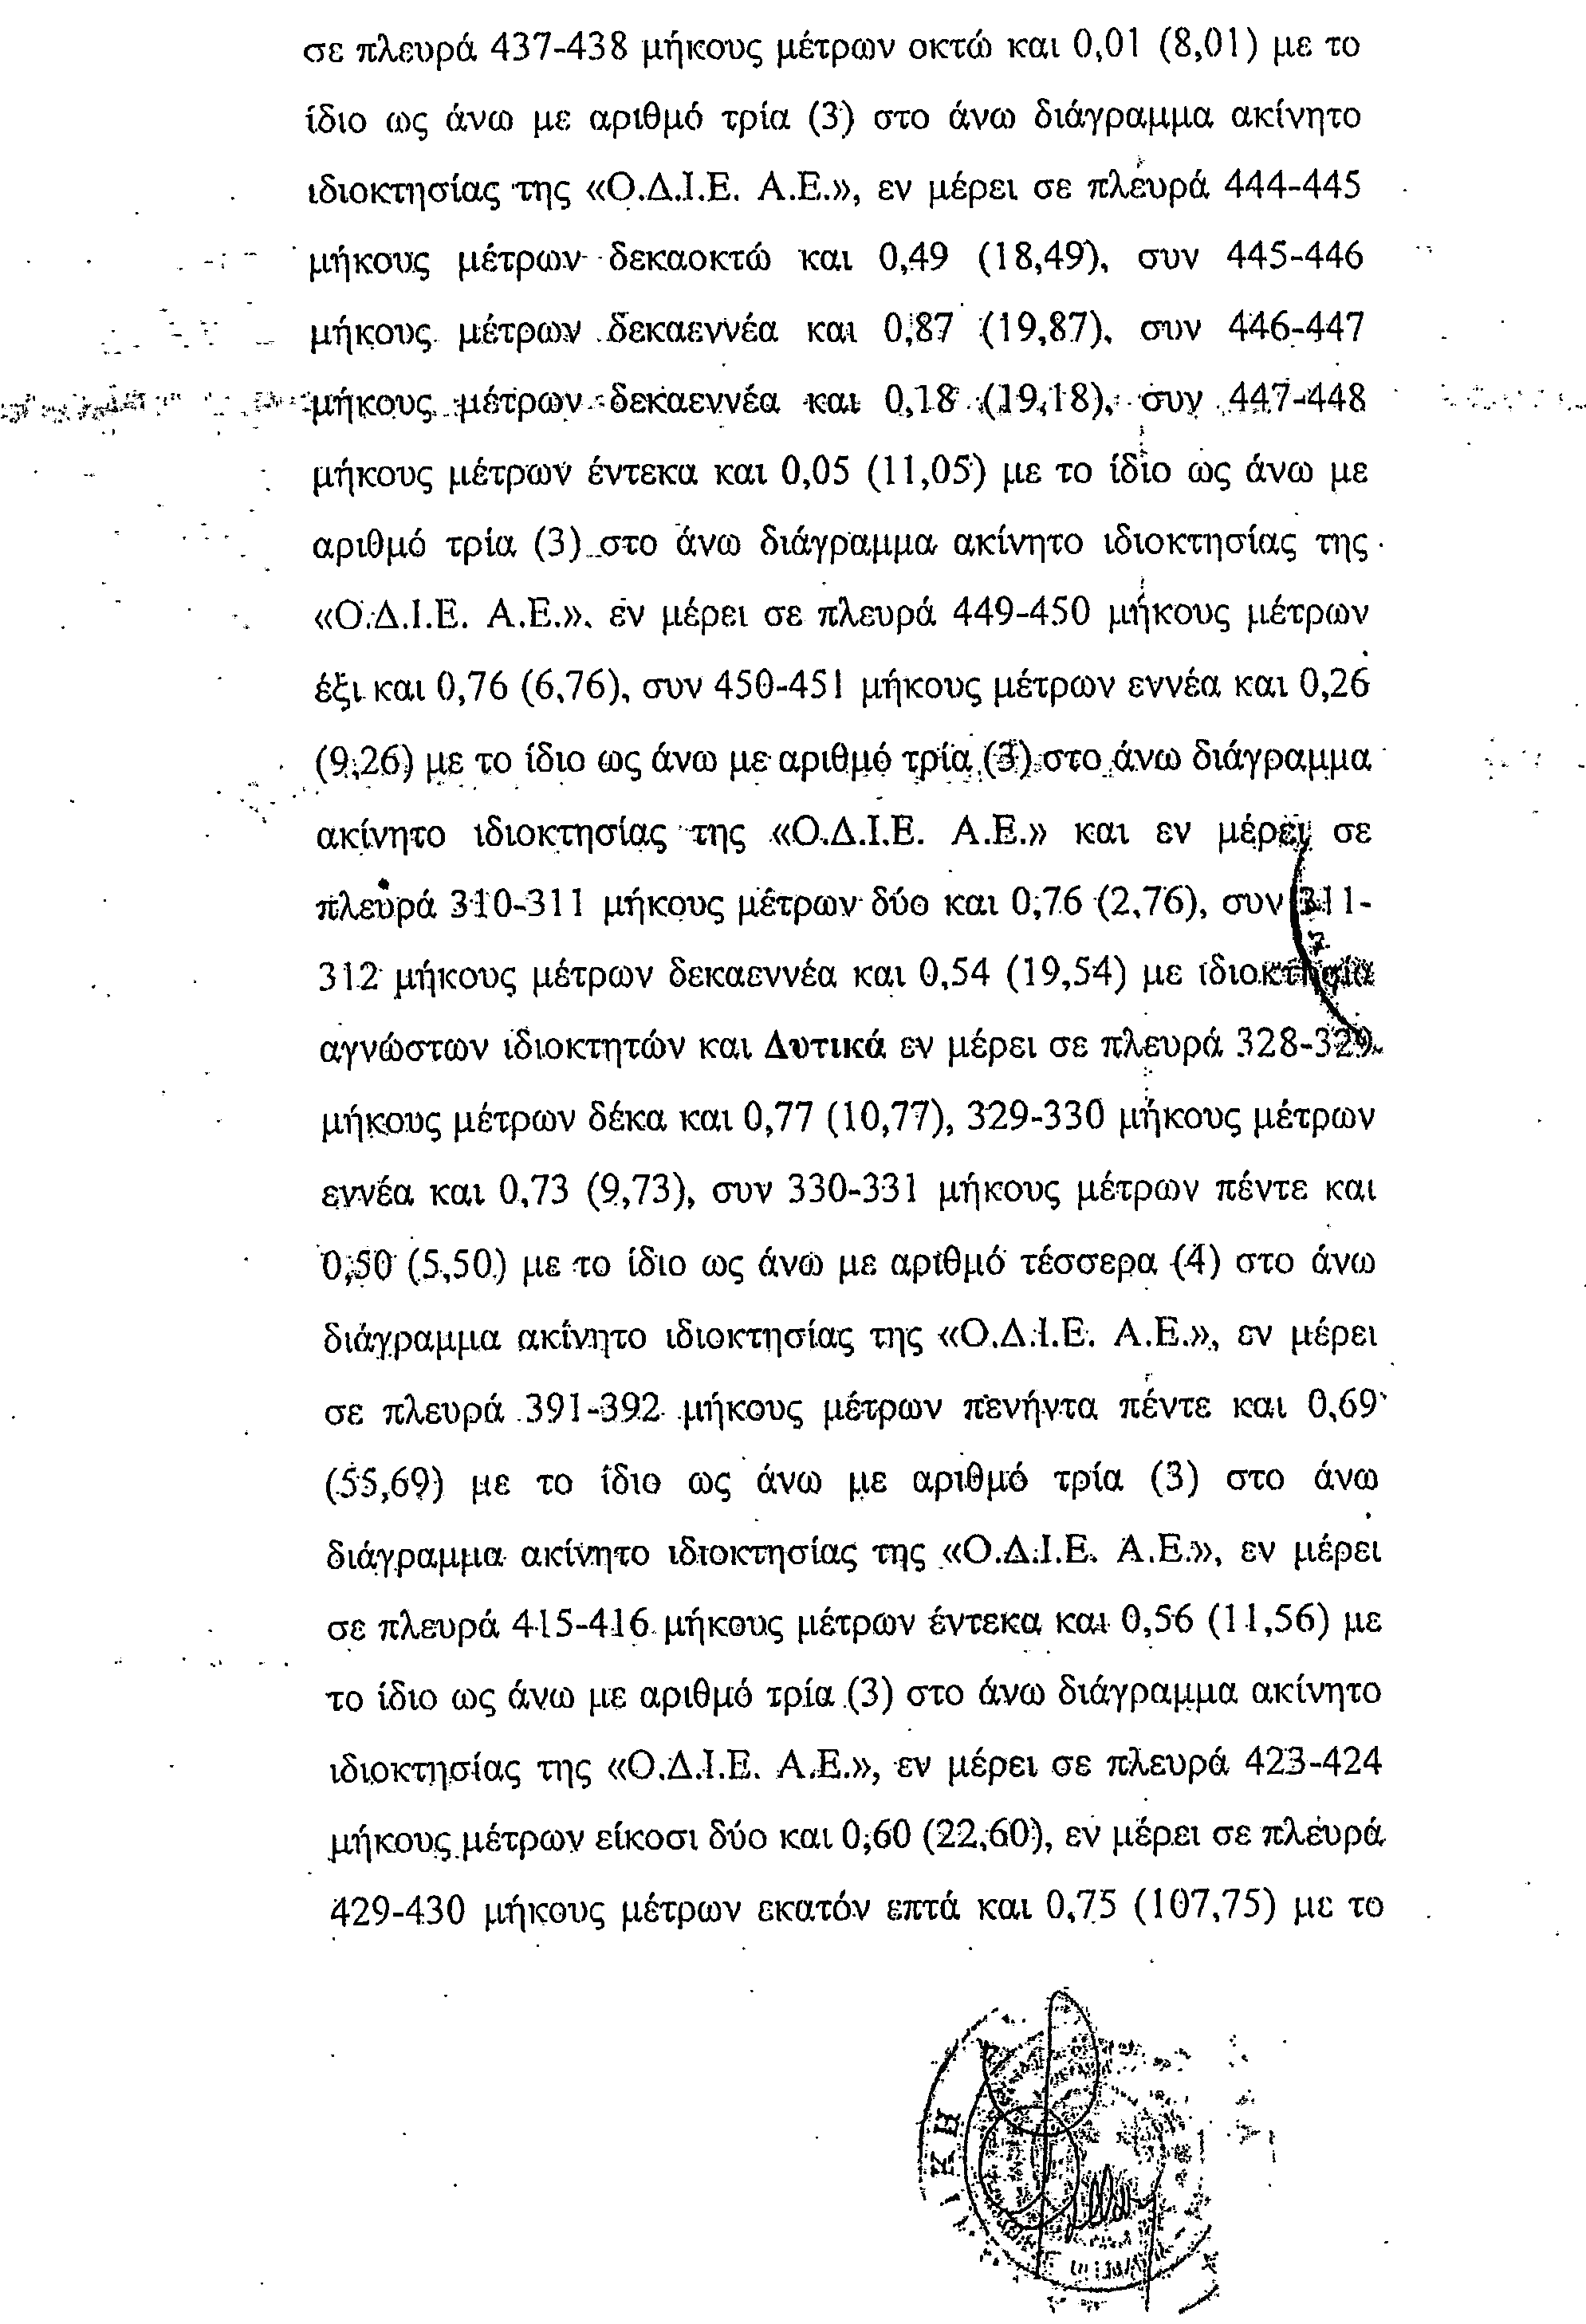 σε πλευρά 437-438 μήκους μέτρων οκτώ και 0,01 (8,01) με το
ίδιο ως άνω με αριθμό τρία (3) στο άνω διάγραμμα ακίνητο
ιδιοκτησίας της «Ο.Δ.Ι.Ε. Α.Ε.», εν μέρει σε πλευρά 444-445
μήκους μέτρων δεκαοκτώ και 0,49 (18,49), συν 445-446
μήκους μέτρων δεκαεννέα και 0,87 (19,87), συν 446-447
μήκους μέτρων δεκαεννέα και 0,18 (19,18), συν 447-448
μήκους μέτρων έντεκα και 0,05 (11,05) με το ίδιο ως άνω με
αριθμό τρία (3) στο άνω διάγραμμα ακίνητο ιδιοκτησίας της
«Ο.Δ.Ι.Ε. Α.Ε.», εν μέρει σε πλευρά 449-450 μήκους μέτρων
έξι και 0,76 (6,76), συν 450-451 μήκους μέτρων εννέα και 0,26
(9,26) με το ίδιο ως άνω με αριθμό τρία (3) στο άνω διάγραμμα
ακίνητο ιδιοκτησίας της «Ο.Δ.Ι.Ε. Α.Ε.» και εν μέρει σε
πλευρά 310-311 μήκους μέτρων δύο και 0,76 (2,76), συν 311-
312 μήκους μέτρων δεκαεννέα και 0,54 (19,54) με ιδιοκτησία
αγνώστων ιδιοκτητών και Δυτικά εν μέρει σε πλευρά 328-329
μήκους μέτρων δέκα και 0,77 (10,77), 329-330 μήκους μέτρων
εννέα και 0,73 (9,73), συν 330-331 μήκους μέτρων πέντε και
0,50 (5,50) με το ίδιο ως άνω με αριθμό τέσσερα (4) στο άνω
διάγραμμα ακίνητο ιδιοκτησίας της «Ο.Δ.Ι.Ε. Α.Ε.», εν μέρει
σε πλευρά 391-392 μήκους μέτρων πενήντα πέντε και 0,69
(55,69) με το ίδιο ως άνω με αριθμό τρία (3) στο άνω
διάγραμμα ακίνητο ιδιοκτησίας της «Ο.Δ.Ι.Ε. Α.Ε.», εν μέρει
σε πλευρά 415-416 μήκους μέτρων έντεκα και 0,56 (11,56) με
το ίδιο ως άνω με αριθμό τρία (3) στο άνω διάγραμμα ακίνητο
ιδιοκτησίας της «Ο.Δ.Ι.Ε. Α.Ε.», εν μέρει σε πλευρά 423-424
μήκους μέτρων είκοσι δύο και 0,60 (22,60), εν μέρει σε πλευρά
429-430 μήκους μέτρων εκατόν επτά και 0,75 (107,75) με το